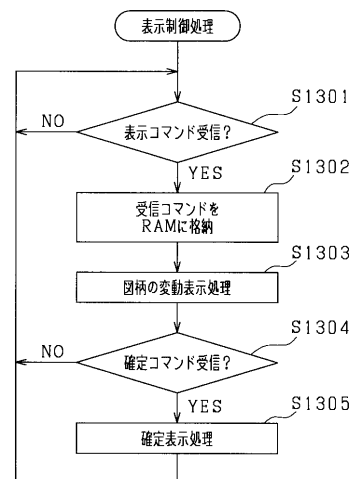 表示制御処理
S1301
NO
表示コマンド受信?
YES
S1302
受信コマンドを
RAMに格納
S1303
図柄の変動表示処理
S1304
NO
確定コマンド受信?
YES
S1305
確定表示処理